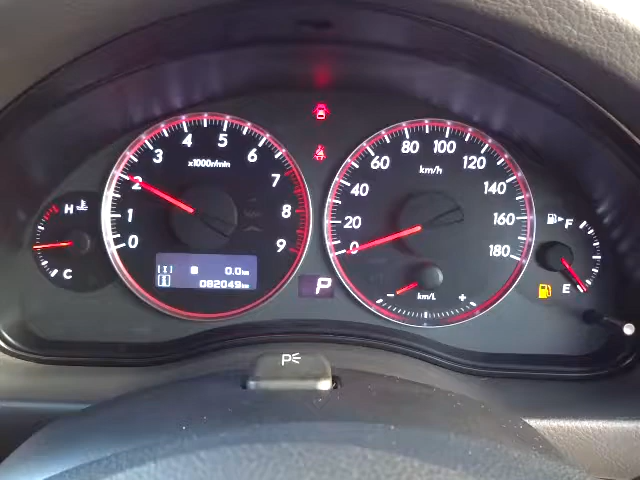 3 4 5 6
x1000r/min
2 7
1 8
0 9
0.0km
082049km
H
C
P
60 80 100 120
km/h
40 140
20 160
0 180
- km/L +
F
E
P